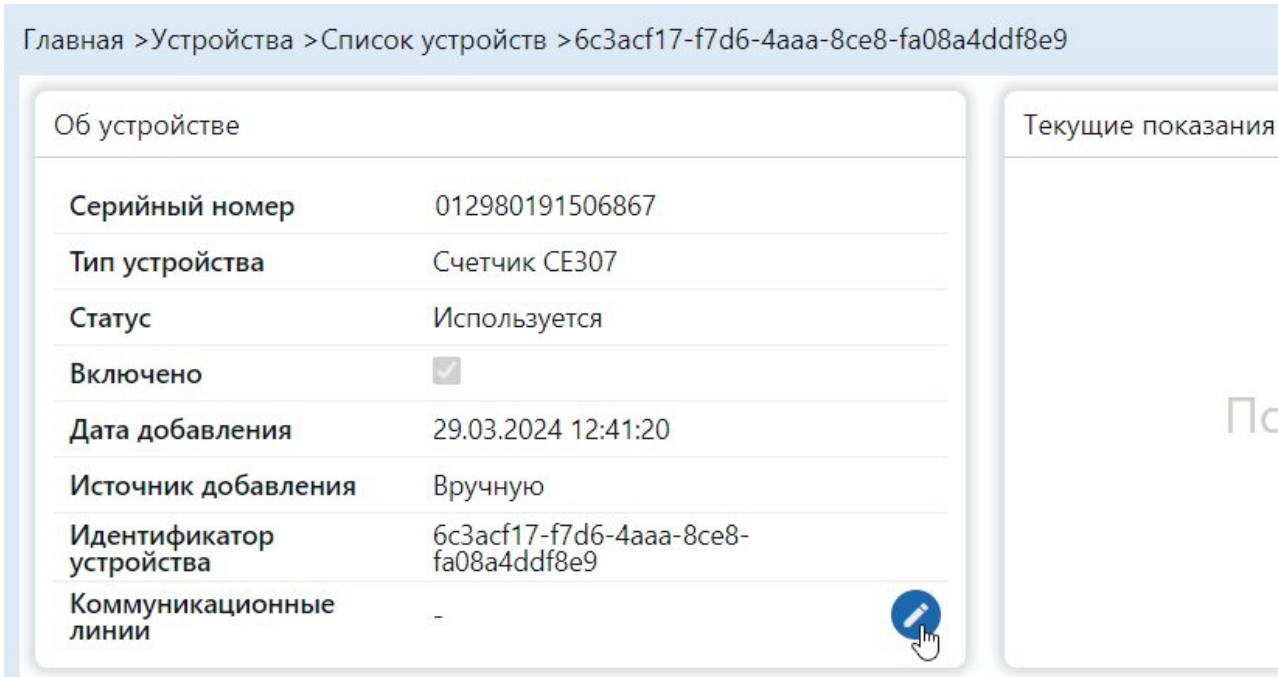 Главная >Устройства >Список устройств >6c3acf17-f7d6-4aaa-8ce8-fa08a4ddf8e9
Об устройстве
Серийный номер 012980191506867
Тип устройства Счетчик СЕ307
Статус Используется
Включено
Дата добавления 29.03.2024 12:41:20
Источник добавления Вручную
Идентификатор 6c3acf17-f7d6-4aaa-8ce8-
устройства fa08a4ddf8e9
Коммуникационные -
линии
Текущие показания
По